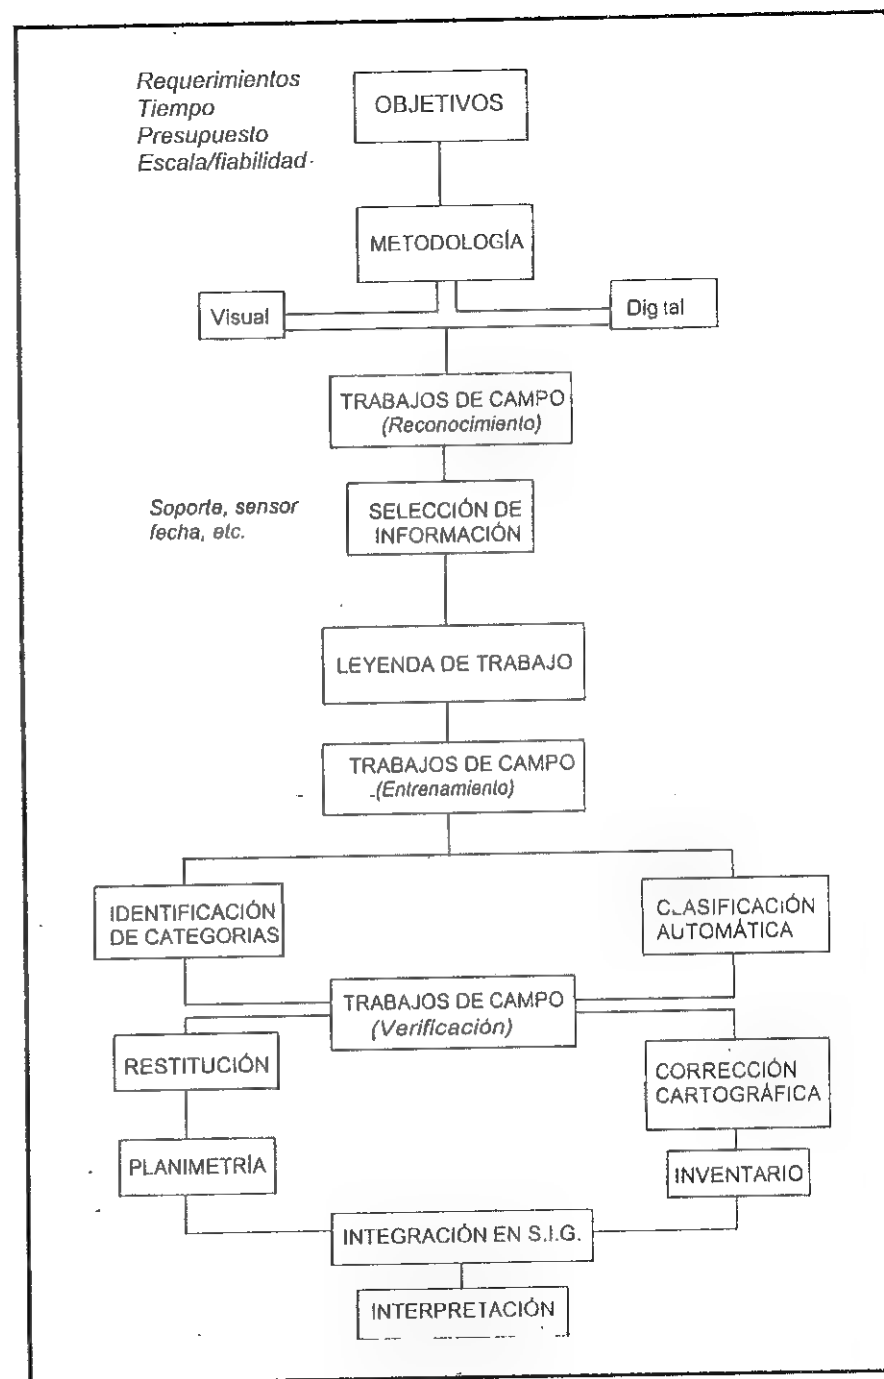 Requerimientos
Tiempo
Presupuesto
Escala/fiabilidad
OBJETIVOS
METODOLOGÍA
Visual
Digital
TRABAJOS DE CAMPO
(Reconocimiento)
Soporte, sensor
fecha, etc.
SELECCIÓN DE
INFORMACIÓN
LEYENDA DE TRABAJO
TRABAJOS DE CAMPO
(Entrenamiento)
IDENTIFICACIÓN
DE CATEGORIAS
CLASIFICACIÓN
AUTOMÁTICA
TRABAJOS DE CAMPO
(Verificación)
RESTITUCIÓN
CORRECCIÓN
CARTOGRÁFICA
PLANIMETRÍA
INVENTARIO
INTEGRACIÓN EN S.I.G.
INTERPRETACIÓN